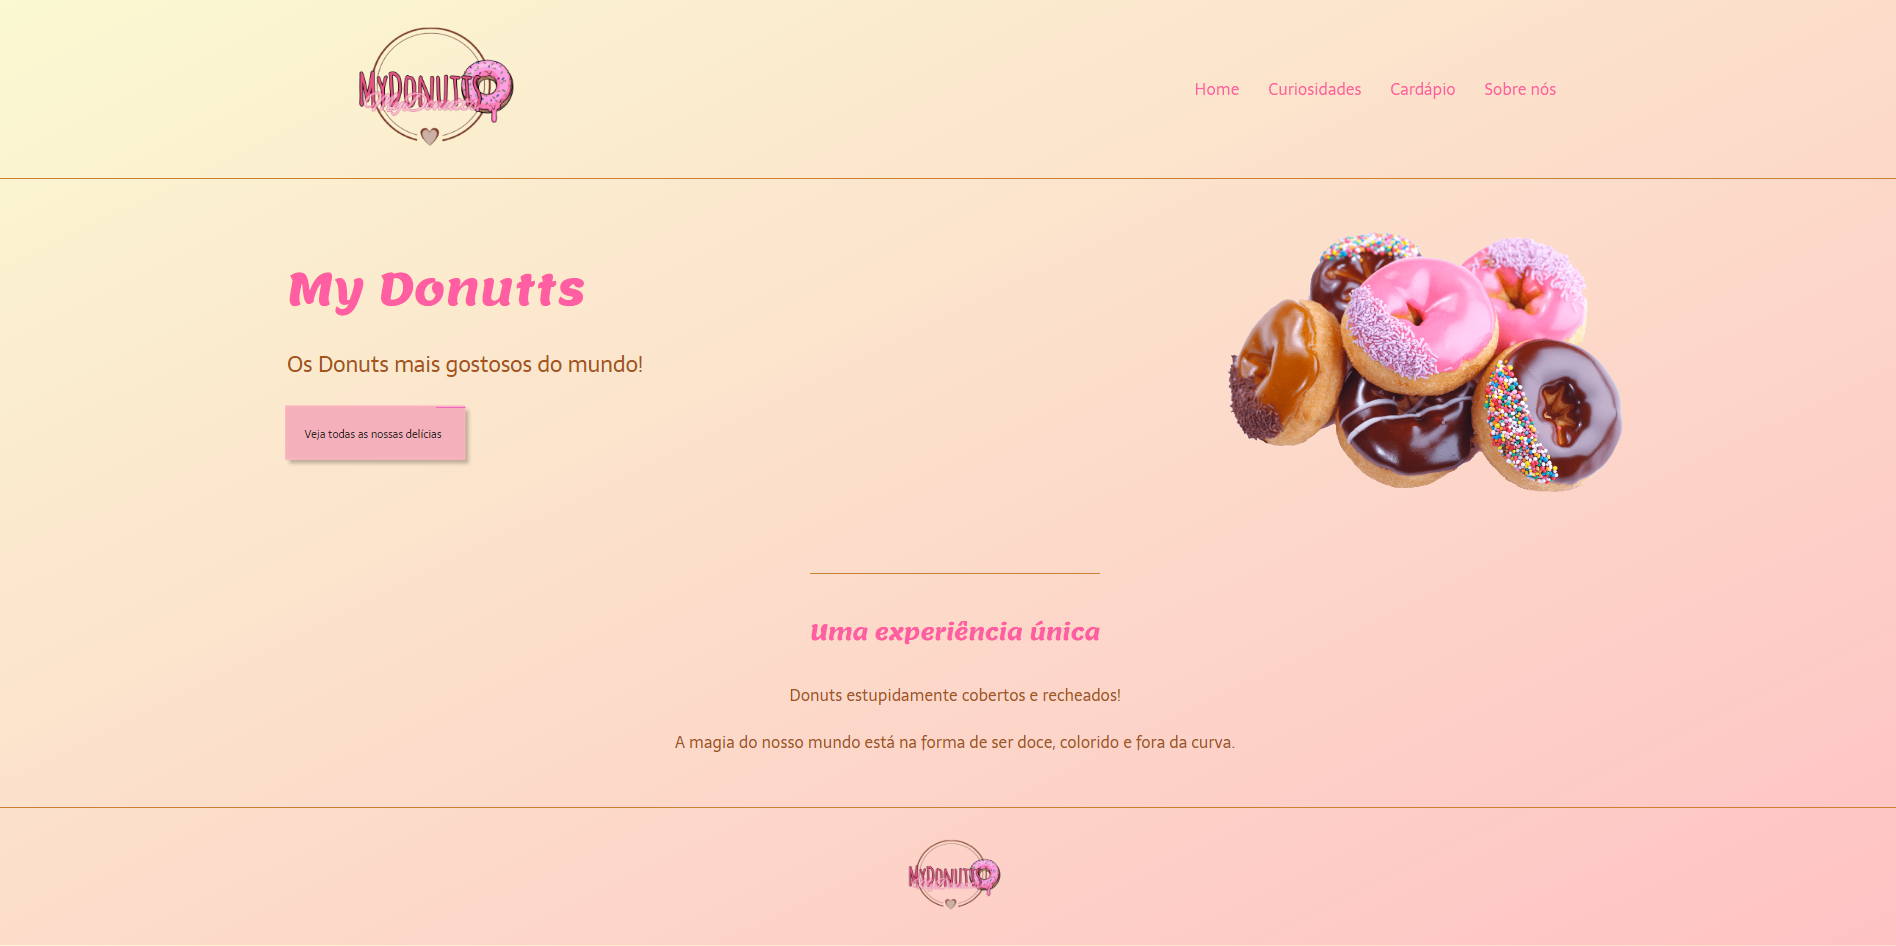 MYDONUTTS
Home Curiosidades Cardápio Sobre nós
My Donutts
Os Donuts mais gostosos do mundo!
Veja todas as nossas delícias
Uma experiência única
Donuts estupidamente cobertos e recheados!
A magia do nosso mundo está na forma de ser doce, colorido e fora da curva.
MYDONUTTS